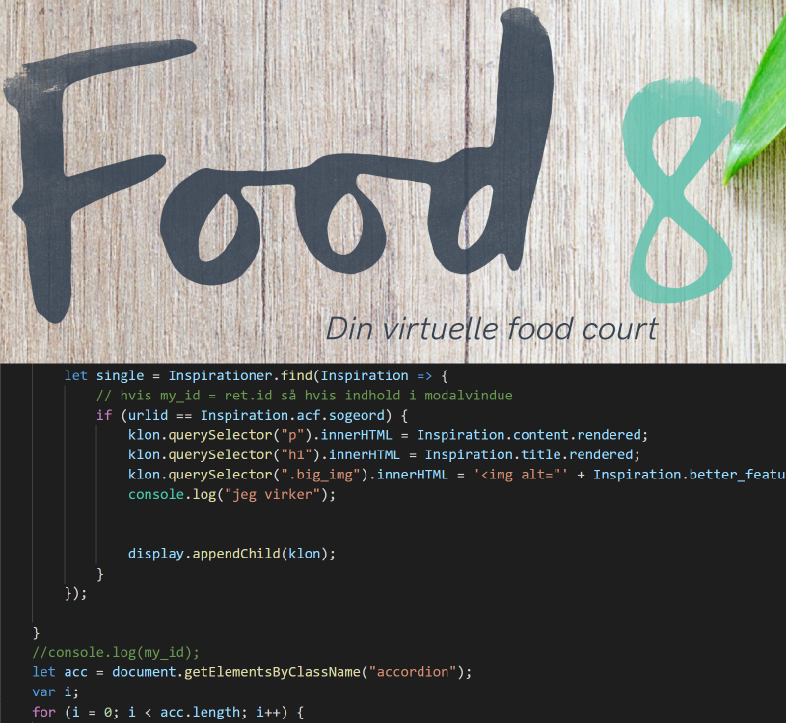 Food 8
Din virtuelle food court
let single = Inspirationer.find(Inspiration => {
// hvis my_id = ret.id så hvis indhold i modalvindue
if (urlid == Inspiration.acf.sogeord) {
klon.querySelector("p").innerHTML = Inspiration.content.rendered;
klon.querySelector("h1").innerHTML = Inspiration.title.rendered;
klon.querySelector(".big_img").innerHTML = '<img alt="' + Inspiration.better_featu
console.log("jeg virker");
display.appendChild(klon);
}
});
}
//console.log(my_id);
let acc = document.getElementsByClassName("accordion");
var i;
for (i = 0; i < acc.length; i++) {